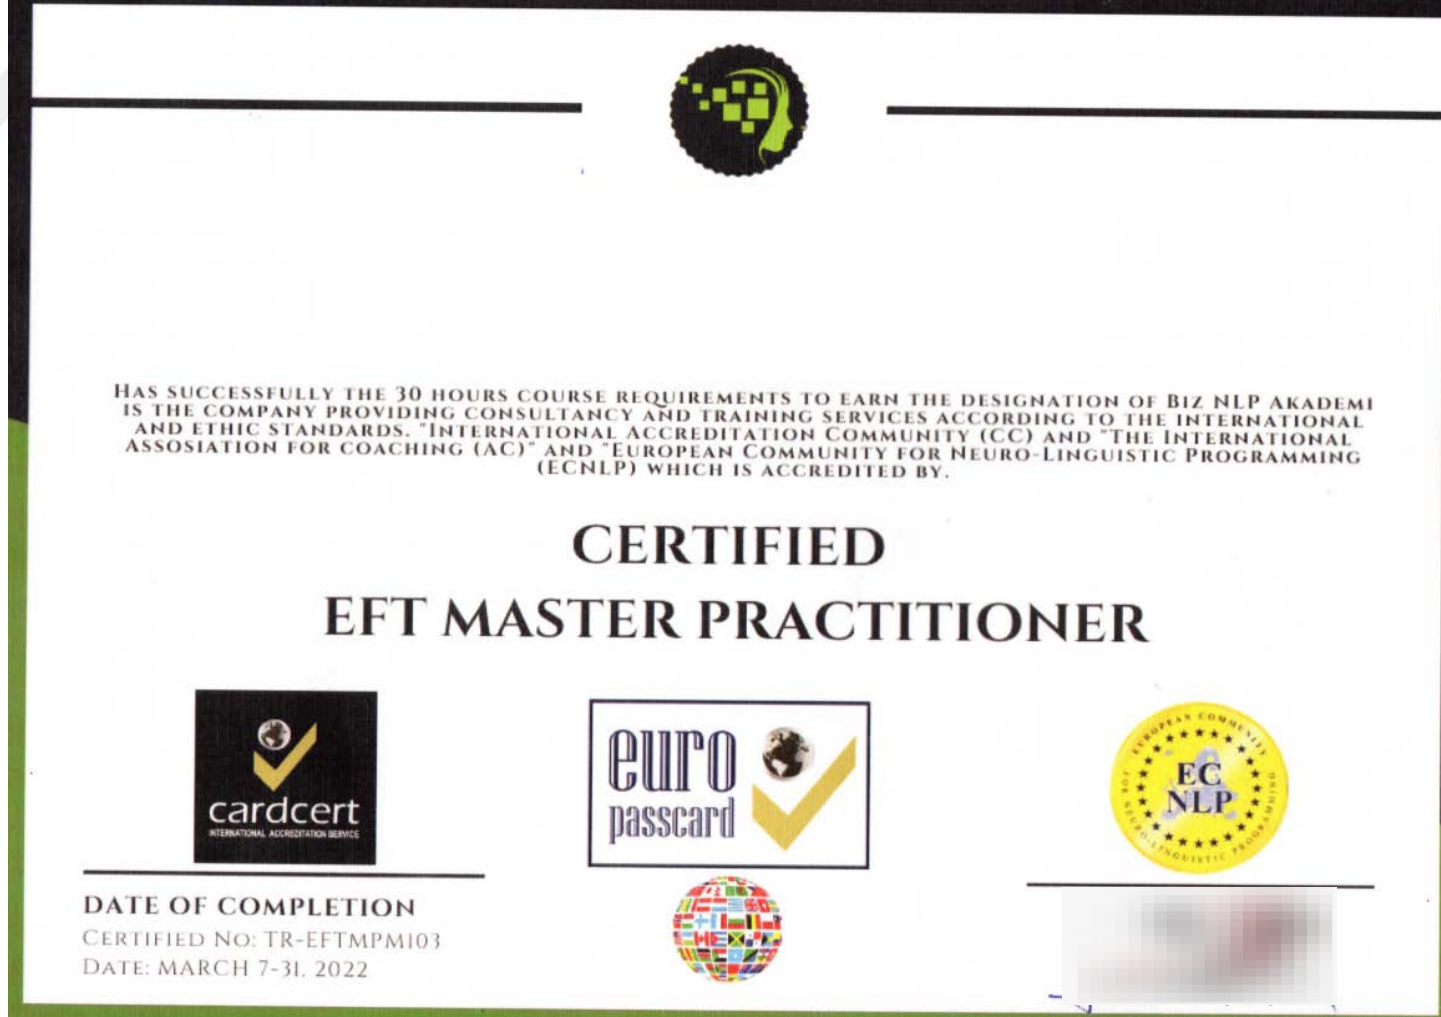 HAS SUCCESSFULLY THE 30 HOURS COURSE REQUIREMENTS TO EARN THE DESIGNATION OF BIZ NLP AKADEMI
IS THE COMPANY PROVIDING CONSULTANCY AND TRAINING SERVICES ACCORDING TO THE INTERNATIONAL
AND ETHIC STANDARDS. "INTERNATIONAL ACCREDITATION COMMUNITY (CC) AND "THE INTERNATIONAL
ASSOSIATION FOR COACHING (AC)" AND "EUROPEAN COMMUNITY FOR NEURO-LINGUISTIC PROGRAMMING
(ECNLP) WHICH IS ACCREDITED BY.
CERTIFIED
EFT MASTER PRACTITIONER
cardcert
INTERNATIONAL ACCREDITATION SERVICE
euro
passcard
EUROPEAN COMMUNITY
EC
NLP
FOR NEURO-LINGUISTIC PROGRAMMING
DATE OF COMPLETION
CERTIFIED NO: TR-EFTMPM103
DATE: MARCH 7-31, 2022